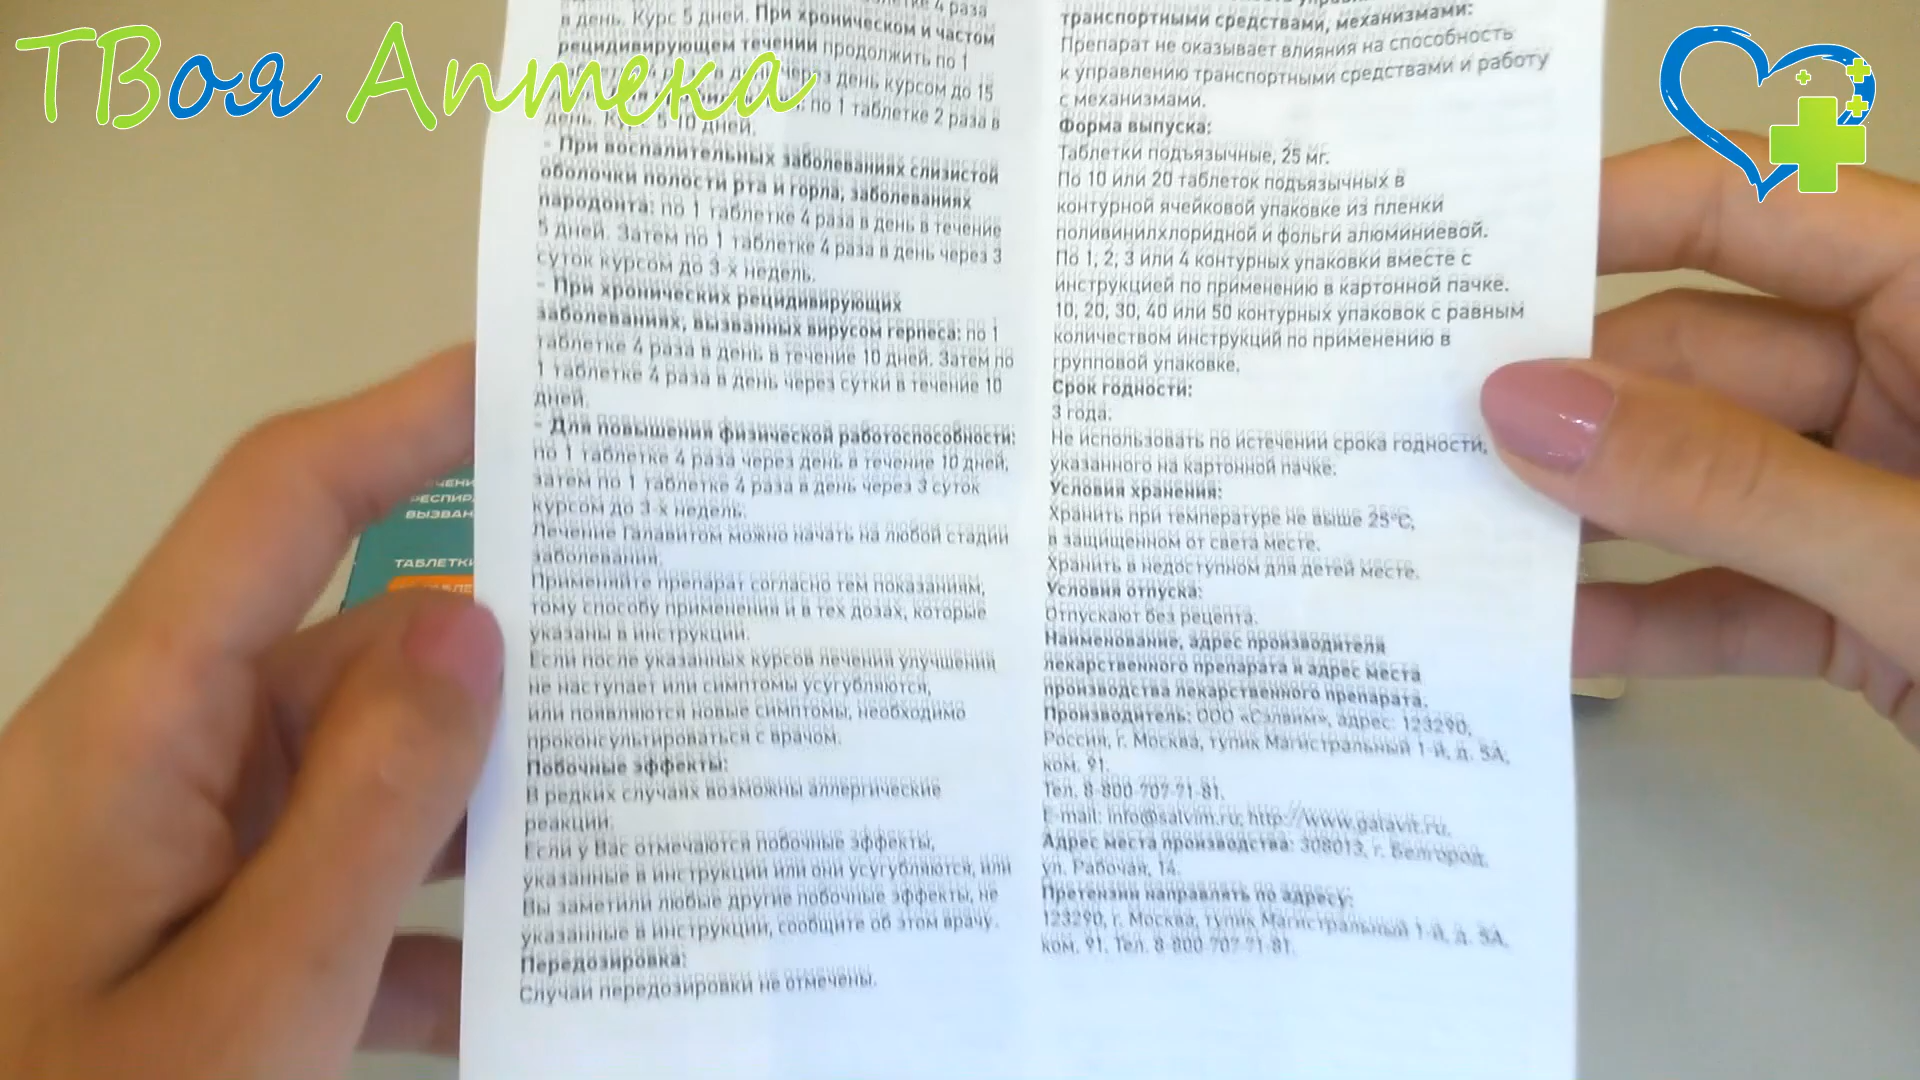 ТВоя Аптека
в день. Курс 5 дней. При хроническом и частом
рецидивирующем течении продолжить по 1
через день курсом до 15
по 1 таблетке 2 раза в
день. Курс 5-10 дней.
- При воспалительных заболеваниях слизистой
оболочки полости рта и горла, заболеваниях
пародонта: по 1 таблетке 4 раза в день в течение
5 дней. Затем по 1 таблетке 4 раза в день через 3
суток курсом до 3-х недель.
- При хронических рецидивирующих
заболеваниях, вызванных вирусом герпеса: по 1
таблетке 4 раза в день в течение 10 дней. Затем по
1 таблетке 4 раза в день через сутки в течение 10
дней.
- Для повышения физической работоспособности:
по 1 таблетке 4 раза через день в течение 10 дней,
затем по 1 таблетке 4 раза в день через 3 суток
курсом до 3-х недель.
Лечение Галавитом можно начать на любой стадии
заболевания.
Применяйте препарат согласно тем показаниям,
тому способу применения и в тех дозах, которые
указаны в инструкции.
Если после указанных курсов лечения улучшения
не наступает или симптомы усугубляются,
или появляются новые симптомы, необходимо
проконсультироваться с врачом.
Побочные эффекты:
В редких случаях возможны аллергические
реакции.
Если у Вас отмечаются побочные эффекты,
указанные в инструкции или они усугубляются, или
Вы заметили любые другие побочные эффекты, не
указанные в инструкции, сообщите об этом врачу.
Передозировка:
Случаи передозировки не отмечены.
транспортными средствами, механизмами:
Препарат не оказывает влияния на способность
к управлению транспортными средствами и работу
с механизмами.
Форма выпуска:
Таблетки подъязычные, 25 мг.
По 10 или 20 таблеток подъязычных в
контурной ячейковой упаковке из пленки
поливинилхлоридной и фольги алюминиевой.
По 1, 2, 3 или 4 контурных упаковки вместе с
инструкцией по применению в картонной пачке.
10, 20, 30, 40 или 50 контурных упаковок с равным
количеством инструкций по применению в
групповой упаковке.
Срок годности:
3 года.
Не использовать по истечении срока годности,
указанного на картонной пачке.
Условия хранения:
Хранить при температуре не выше 25°С,
в защищенном от света месте.
Хранить в недоступном для детей месте.
Условия отпуска:
Отпускают без рецепта.
Наименование, адрес производителя
лекарственного препарата и адрес места
производства лекарственного препарата.
Производитель: ООО «Сэлвим», адрес: 123290,
Россия, г. Москва, тупик Магистральный 1-й, д. 5А,
ком. 91.
Тел. 8-800-707-71-81.
E-mail: info@salvim.ru; http://www.galavit.ru.
Адрес места производства: 308013, г. Белгород,
ул. Рабочая, 14.
Претензии направлять по адресу:
123290, г. Москва, тупик Магистральный 1-й, д. 5А,
ком. 91. Тел. 8-800-707-71-81.
ВЫЗВАН
ТАБЛЕТКИ